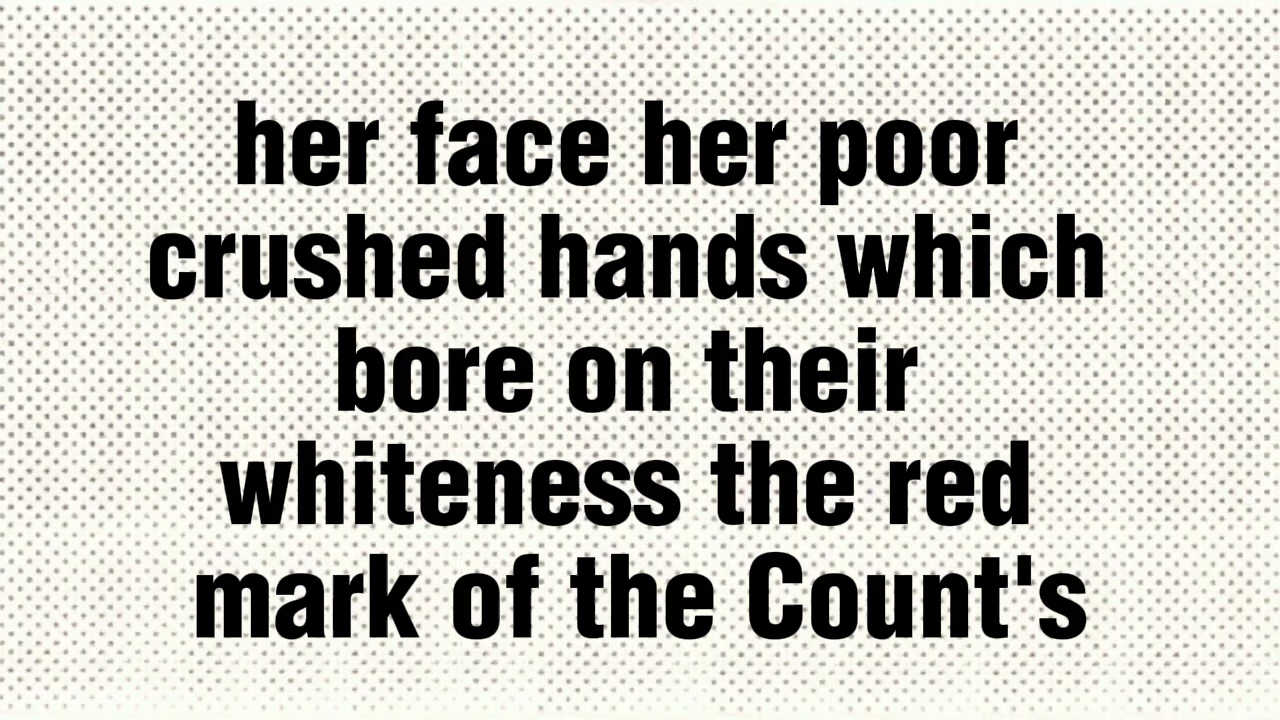 her face her poor
crushed hands which
bore on their
whiteness the red
mark of the Count's